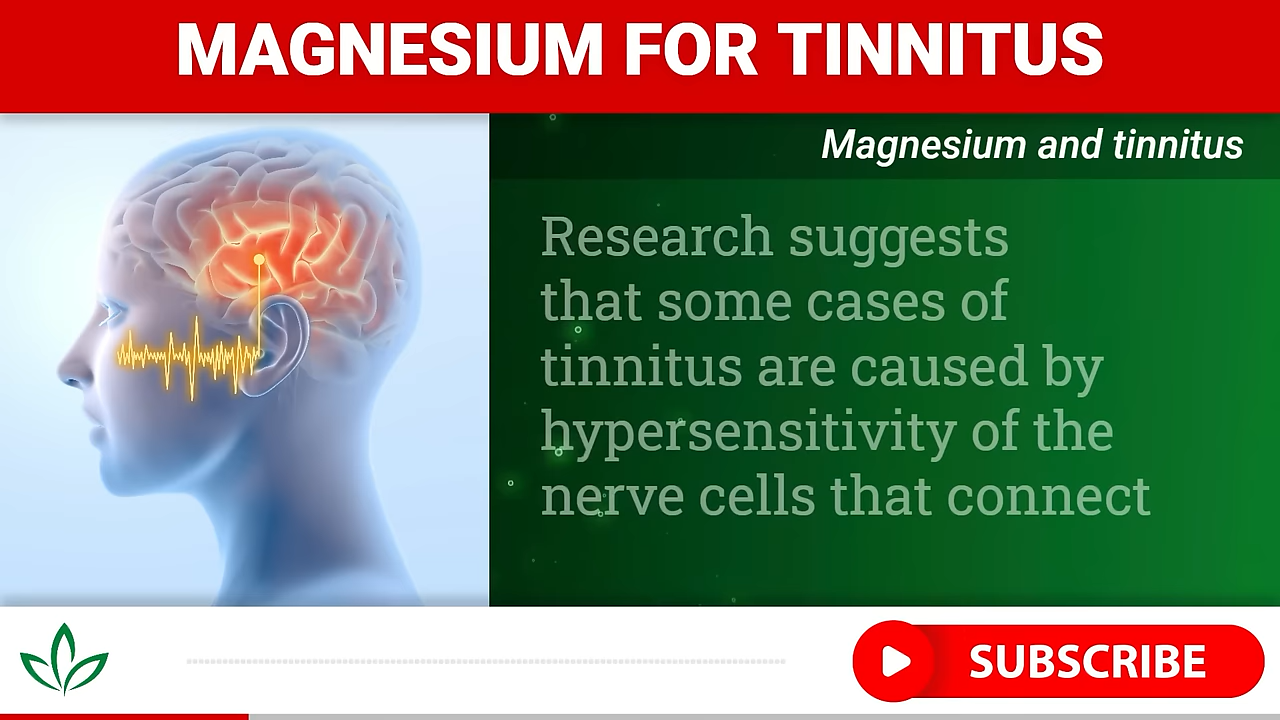 MAGNESIUM FOR TINNITUS
Magnesium and tinnitus
Research suggests
that some cases of
tinnitus are caused by
hypersensitivity of the
nerve cells that connect
SUBSCRIBE